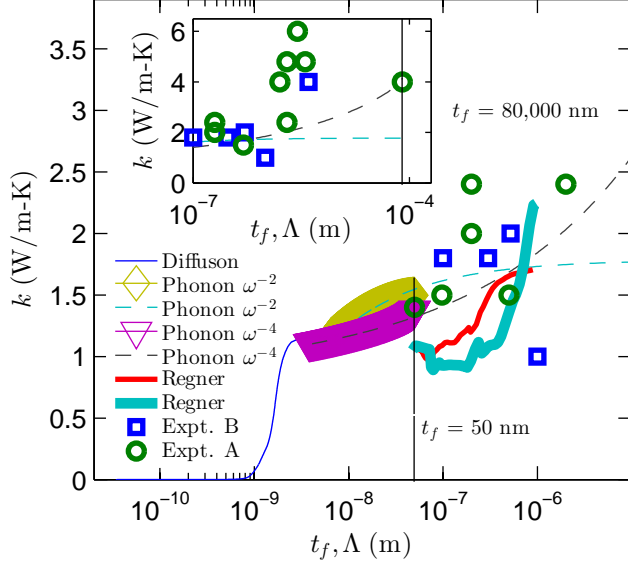 6
4
2
0
k (W/m-K)
10⁻⁷
10⁻⁴
t_f, Λ (m)
t_f = 80,000 nm
3.5
3
2.5
2
1.5
1
0.5
0
k (W/m-K)
Diffuson
Phonon ω⁻²
Phonon ω⁻²
Phonon ω⁻⁴
Phonon ω⁻⁴
Regner
Regner
Expt. B
Expt. A
t_f = 50 nm
10⁻¹⁰
10⁻⁹
10⁻⁸
10⁻⁷
10⁻⁶
t_f, Λ (m)